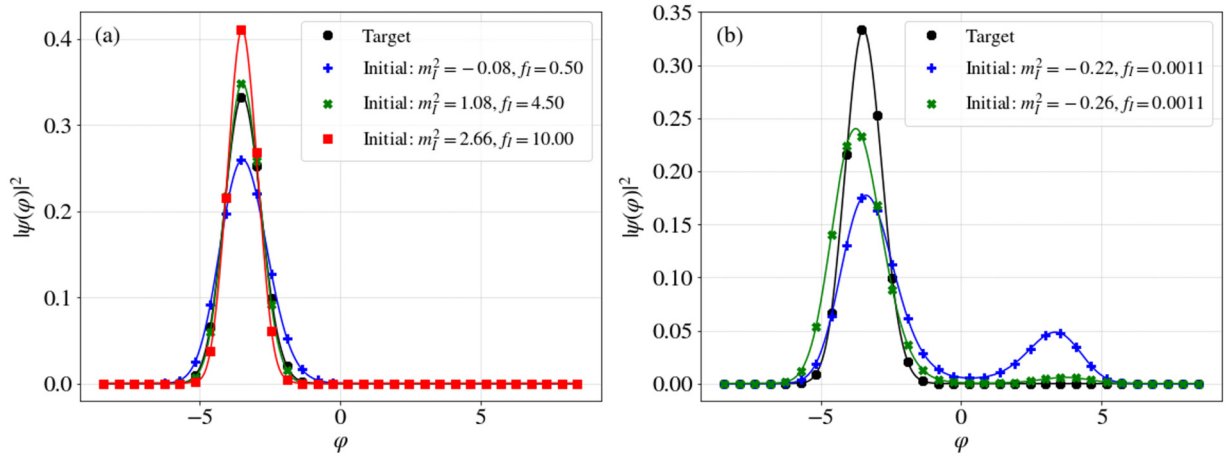 (a)
Target
Initial: m_I^2 = −0.08, f_I = 0.50
Initial: m_I^2 = 1.08, f_I = 4.50
Initial: m_I^2 = 2.66, f_I = 10.00
0.4
0.3
0.2
0.1
0.0
|ψ(φ)|²
−5
0
5
φ
(b)
Target
Initial: m_I^2 = −0.22, f_I = 0.0011
Initial: m_I^2 = −0.26, f_I = 0.0011
0.35
0.30
0.25
0.20
0.15
0.10
0.05
0.00
|ψ(φ)|²
−5
0
5
φ